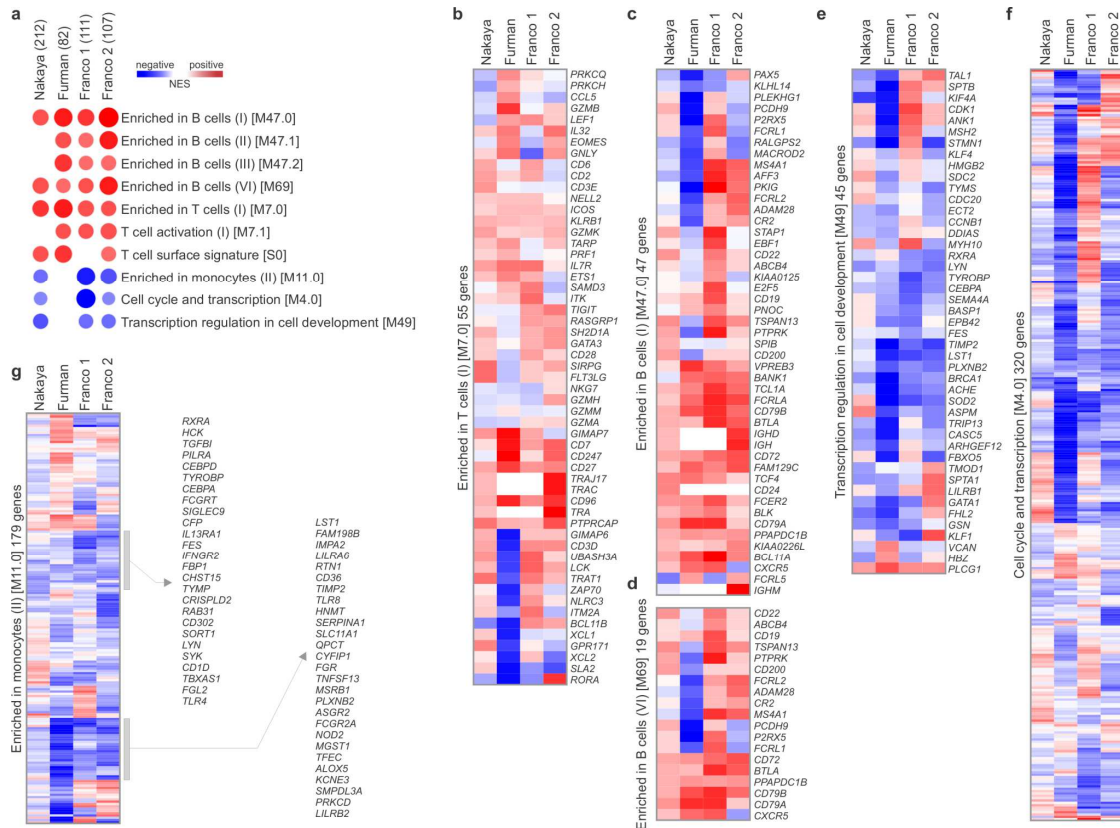 a
Nakaya (212)
Furman (82)
Franco 1 (111)
Franco 2 (107)
negative
positive
NES
Enriched in B cells (I) [M47.0]
Enriched in B cells (II) [M47.1]
Enriched in B cells (III) [M47.2]
Enriched in B cells (VI) [M69]
Enriched in T cells (I) [M7.0]
T cell activation (I) [M7.1]
T cell surface signature [S0]
Enriched in monocytes (II) [M11.0]
Cell cycle and transcription [M4.0]
Transcription regulation in cell development [M49]
b
Nakaya
Furman
Franco 1
Franco 2
Enriched in T cells (I) [M7.0] 55 genes
PRKCQ
PRKCH
CCL5
GZMB
LEF1
IL32
EOMES
GNLY
CD6
CD2
CD3E
NELL2
ICOS
KLRB1
GZMK
TARP
PRF1
IL7R
ETS1
SAMD3
ITK
TIGIT
RASGRP1
SH2D1A
GATA3
CD28
SIRPG
FLT3LG
NKG7
GZMH
GZMM
GZMA
GIMAP7
CD7
CD247
CD27
TRAJ17
TRAC
CD96
TRA
PTPRCAP
GIMAP6
CD3D
UBASH3A
LCK
TRAT1
ZAP70
NLRC3
ITM2A
BCL11B
XCL1
GPR171
XCL2
SLA2
RORA
c
Nakaya
Furman
Franco 1
Franco 2
Enriched in B cells (I) [M47.0] 47 genes
PAX5
KLHL14
PLEKHG1
PCDH9
P2RX5
FCRL1
RALGPS2
MACROD2
MS4A1
AFF3
PKIG
FCRL2
ADAM28
CR2
STAP1
EBF1
CD22
ABCB4
KIAA0125
E2F5
CD19
PNOC
TSPAN13
PTPRK
SPIB
CD200
VPREB3
BANK1
TCL1A
FCRLA
CD79B
BTLA
IGHD
IGH
CD72
FAM129C
TCF4
CD24
FCER2
BLK
CD79A
PPAPDC1B
KIAA0226L
BCL11A
CXCR5
FCRL5
IGHM
d
Enriched in B cells (VI) [M69] 19 genes
CD22
ABCB4
CD19
TSPAN13
PTPRK
CD200
FCRL2
ADAM28
CR2
MS4A1
PCDH9
P2RX5
FCRL1
CD72
BTLA
PPAPDC1B
CD79B
CD79A
CXCR5
e
Nakaya
Furman
Franco 1
Franco 2
Transcription regulation in cell development [M49] 45 genes
TAL1
SPTB
KIF4A
CDK1
ANK1
MSH2
STMN1
KLF4
HMGB2
SDC2
TYMS
CDC20
ECT2
CCNB1
DDIAS
MYH10
RXRA
LYN
TYROBP
CEBPA
SEMA4A
BASP1
EPB42
FES
TIMP2
LST1
PLXNB2
BRCA1
ACHE
SOD2
ASPM
TRIP13
CASC5
ARHGEF12
FBXO5
TMOD1
SPTA1
LILRB1
GATA1
FHL2
GSN
KLF1
VCAN
HBZ
PLCG1
f
Nakaya
Furman
Franco 1
Franco 2
Cell cycle and transcription [M4.0] 320 genes
g
Nakaya
Furman
Franco 1
Franco 2
Enriched in monocytes (II) [M11.0] 179 genes
RXRA
HCK
TGFBI
PILRA
CEBPD
TYROBP
CEBPA
FCGRT
SIGLEC9
CFP
IL13RA1
FES
IFNGR2
FBP1
CHST15
TYMP
CRISPLD2
RAB31
CD302
SORT1
LYN
SYK
CD1D
TBXAS1
FGL2
TLR4
LST1
FAM198B
IMPA2
LILRA6
RTN1
CD36
TIMP2
TLR8
HNMT
SERPINA1
SLC11A1
QPCT
CYFIP1
FGR
TNFSF13
MSRB1
PLXNB2
ASGR2
FCGR2A
NOD2
MGST1
TFEC
ALOX5
KCNE3
SMPDL3A
PRKCD
LILRB2